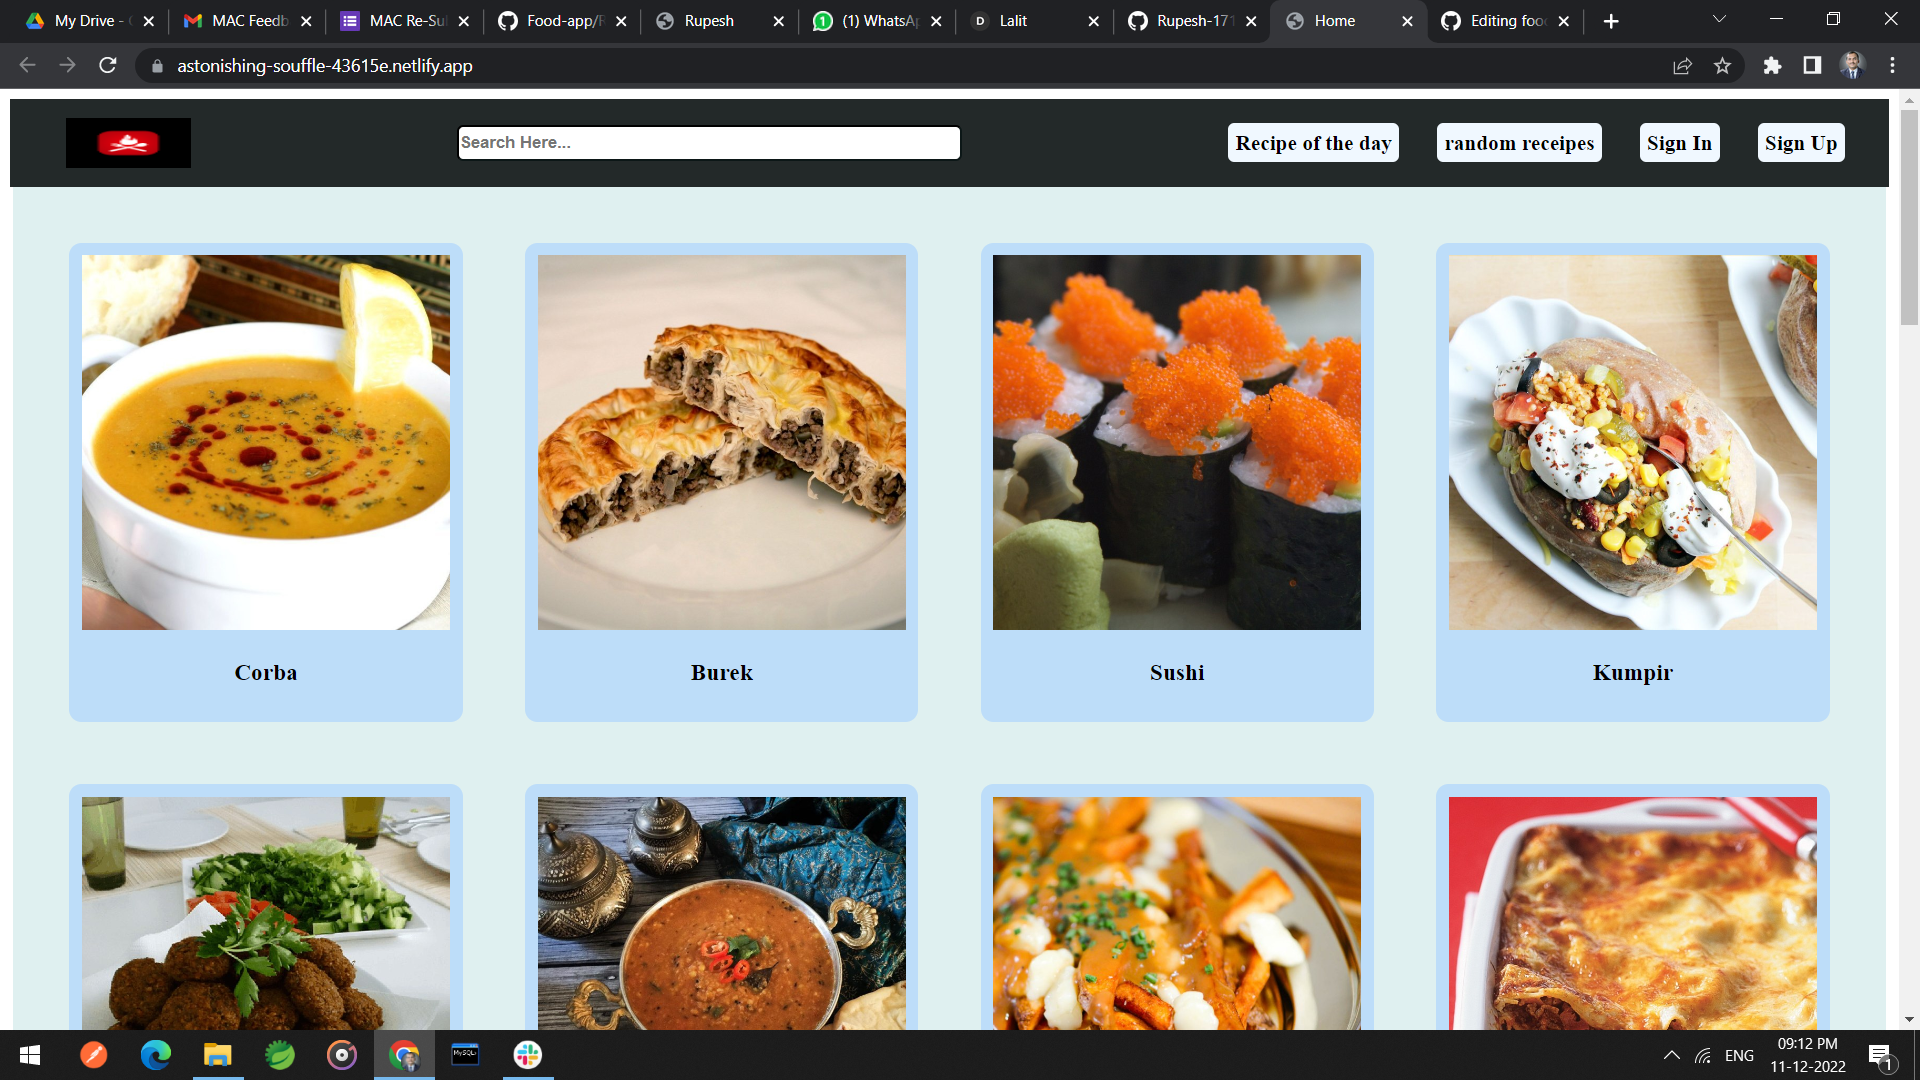 My Drive -
MAC Feedb
MAC Re-Su
Food-app/R
Rupesh
(1) WhatsAp
D
Lalit
Rupesh-171
Home
Editing foo
astonishing-souffle-43615e.netlify.app
Search Here...
Recipe of the day
random receipes
Sign In
Sign Up
Corba
Burek
Sushi
Kumpir
MySQL
ENG
09:12 PM
11-12-2022
1